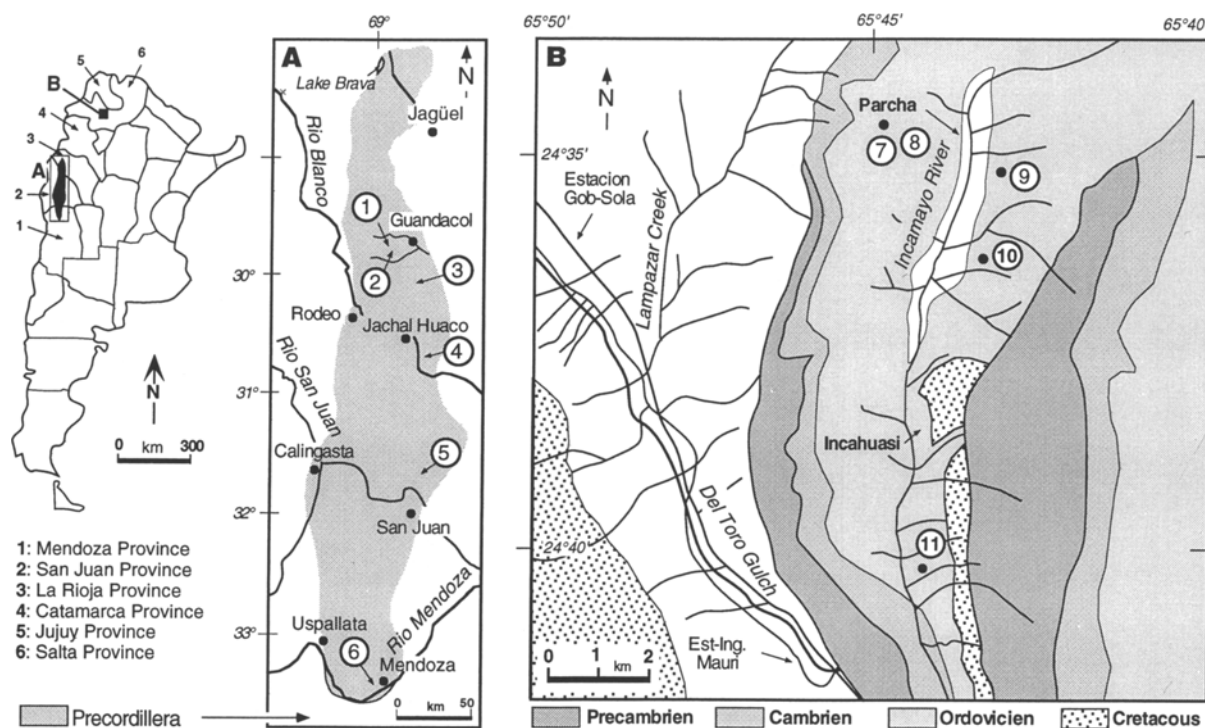 5
6
B
4
3
A
2
1
N
0 km 300
1: Mendoza Province
2: San Juan Province
3: La Rioja Province
4: Catamarca Province
5: Jujuy Province
6: Salta Province
Precordillera
69°
A
N
Lake Brava
Jagüel
Rio Blanco
1
Guandacol
2
3
30°
Rodeo
Jachal Huaco
4
31°
Rio San Juan
Calingasta
5
32°
San Juan
Rio Mendoza
Uspallata
33°
6
Mendoza
0 km 50
65°50'
65°45'
65°40'
B
N
Parcha
7
8
24°35'
Estacion
Gob-Sola
Lampazar Creek
Incamayo River
9
10
Incahuasi
24°40'
Del Toro Gulch
11
Est-Ing.
Mauri
0 1 2
km
Precambrien
Cambrien
Ordovicien
Cretacous